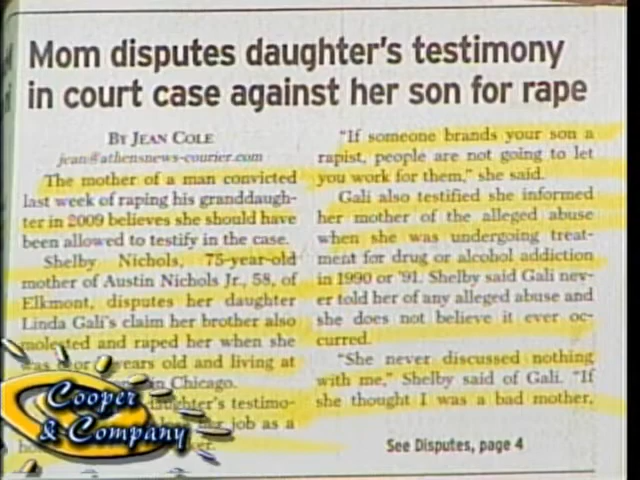 Mom disputes daughter's testimony
in court case against her son for rape
BY JEAN COLE
jean@athensnews-courier.com
The mother of a man convicted
last week of raping his granddaugh-
ter in 2009 believes she should have
been allowed to testify in the case.
Shelby Nichols, 75-year-old
mother of Austin Nichols Jr., 58, of
Elkmont, disputes her daughter
Linda Gali's claim her brother also
molested and raped her when she
was or years old and living at
in Chicago.
daughter's testimo-
her job as a
"If someone brands your son a
rapist, people are not going to let
you work for them," she said.
Gali also testified she informed
her mother of the alleged abuse
when she was undergoing treat-
ment for drug or alcohol addiction
in 1990 or '91. Shelby said Gali nev-
er told her of any alleged abuse and
she does not believe it ever oc-
curred.
"She never discussed nothing
with me," Shelby said of Gali. "If
she thought I was a bad mother,
See Disputes, page 4
Cooper
& Company